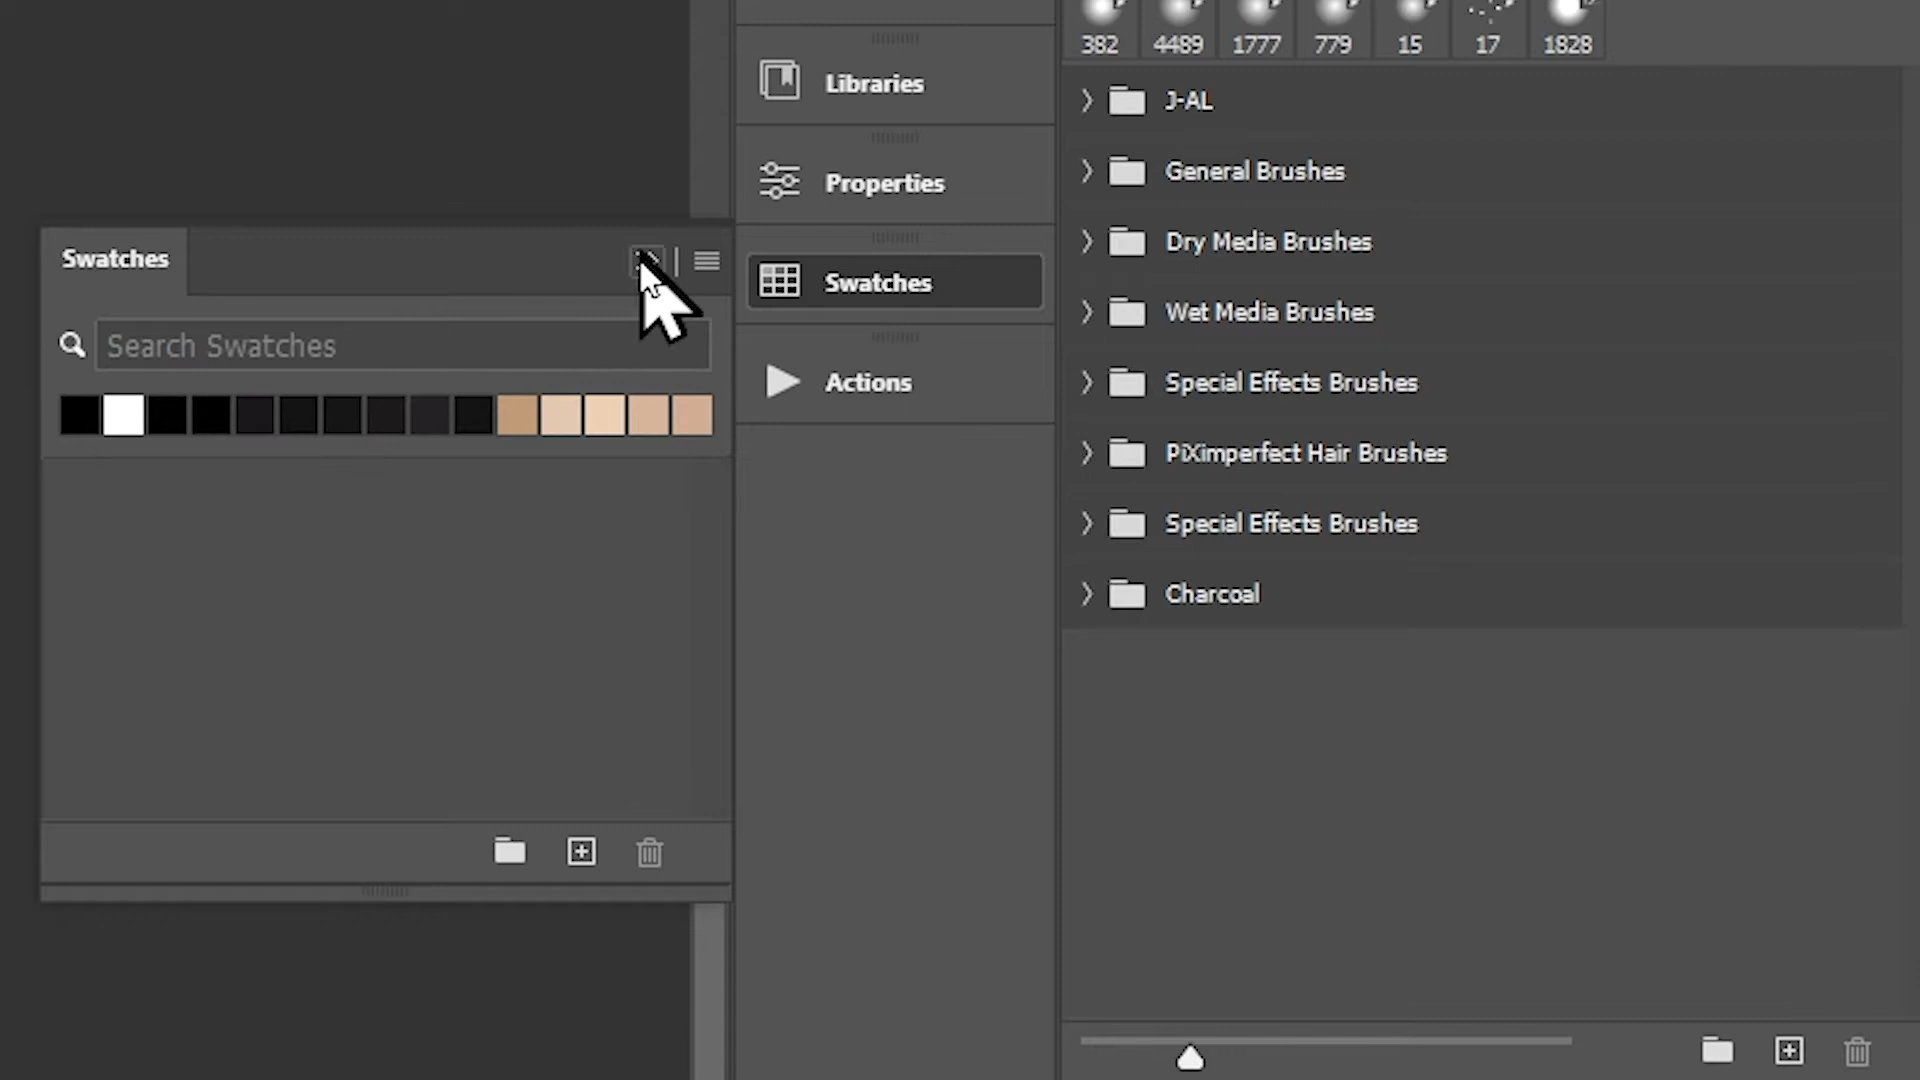 382 4489 1777 779 15 17 1828
Libraries
Properties
Swatches
Actions
Swatches
Search Swatches
J-AL
General Brushes
Dry Media Brushes
Wet Media Brushes
Special Effects Brushes
PiXimperfect Hair Brushes
Special Effects Brushes
Charcoal